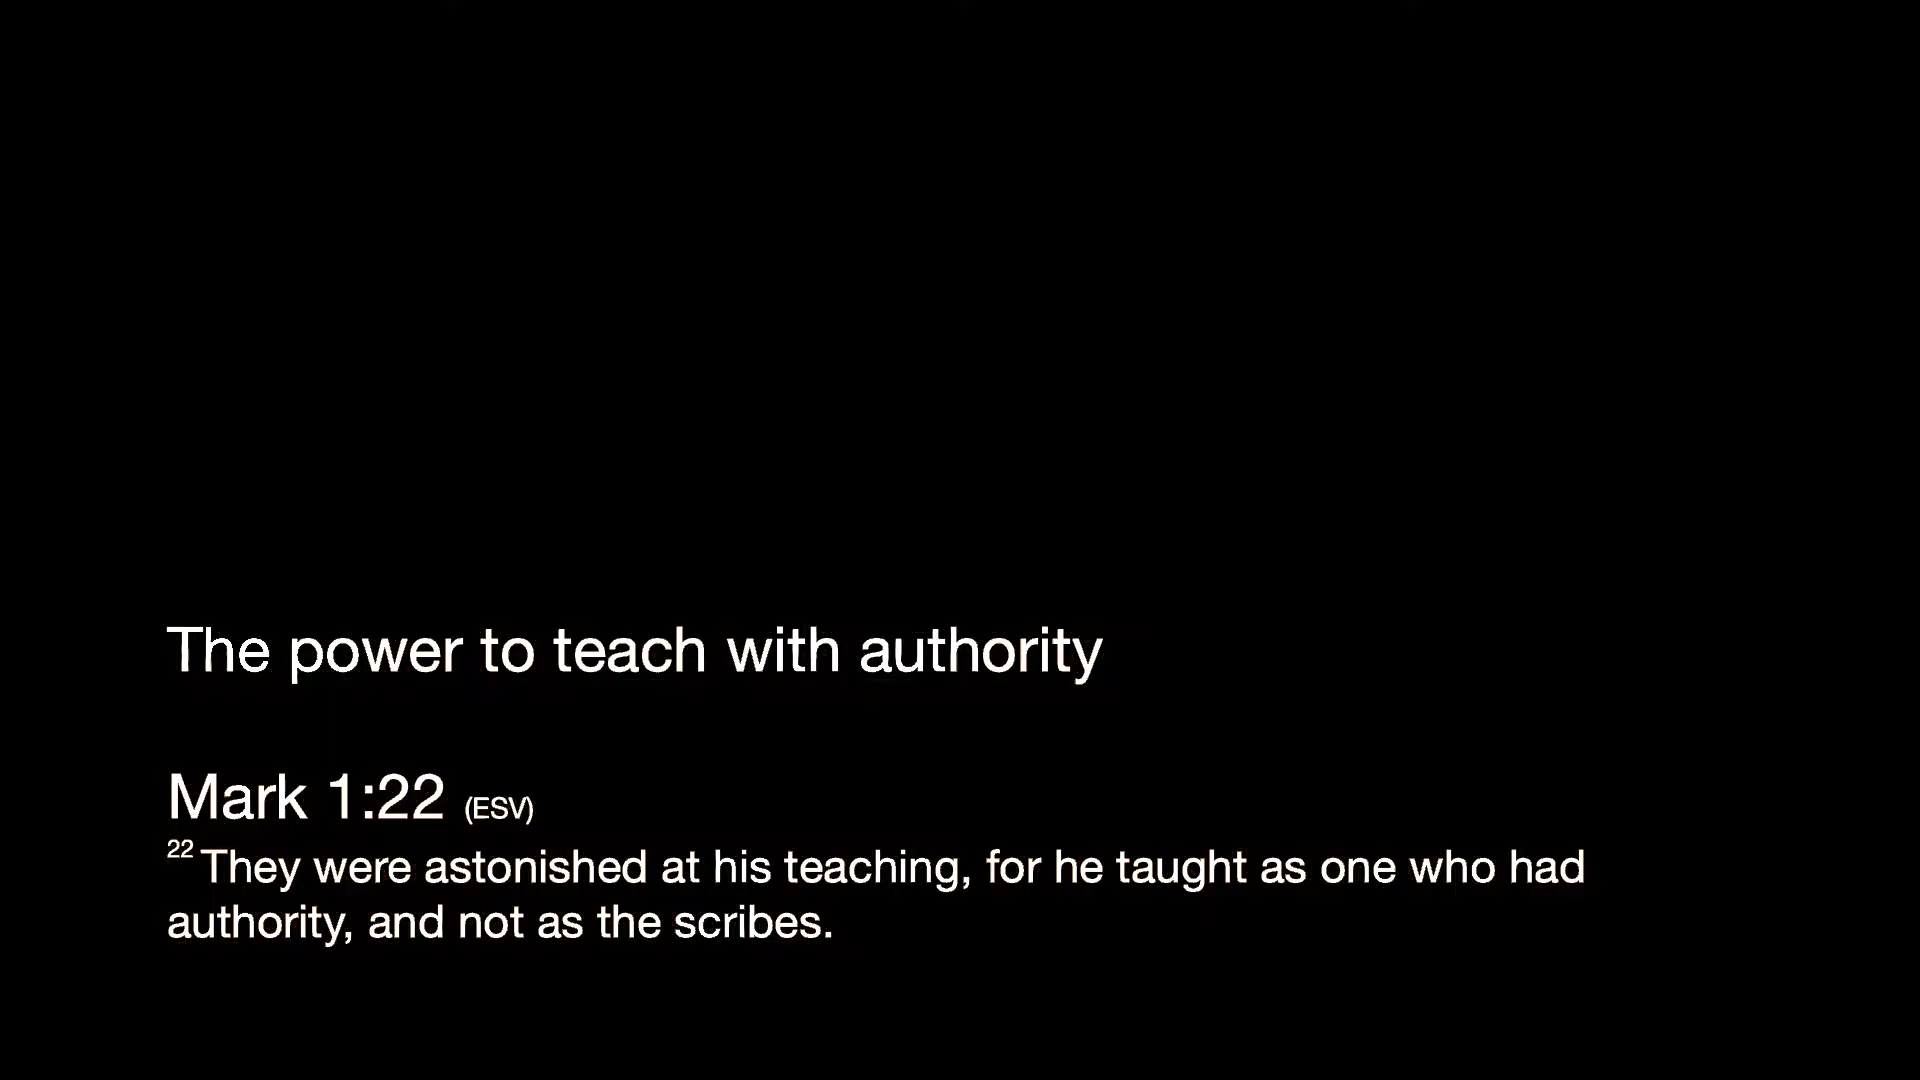 The power to teach with authority
Mark 1:22 (ESV)
22 They were astonished at his teaching, for he taught as one who had
authority, and not as the scribes.